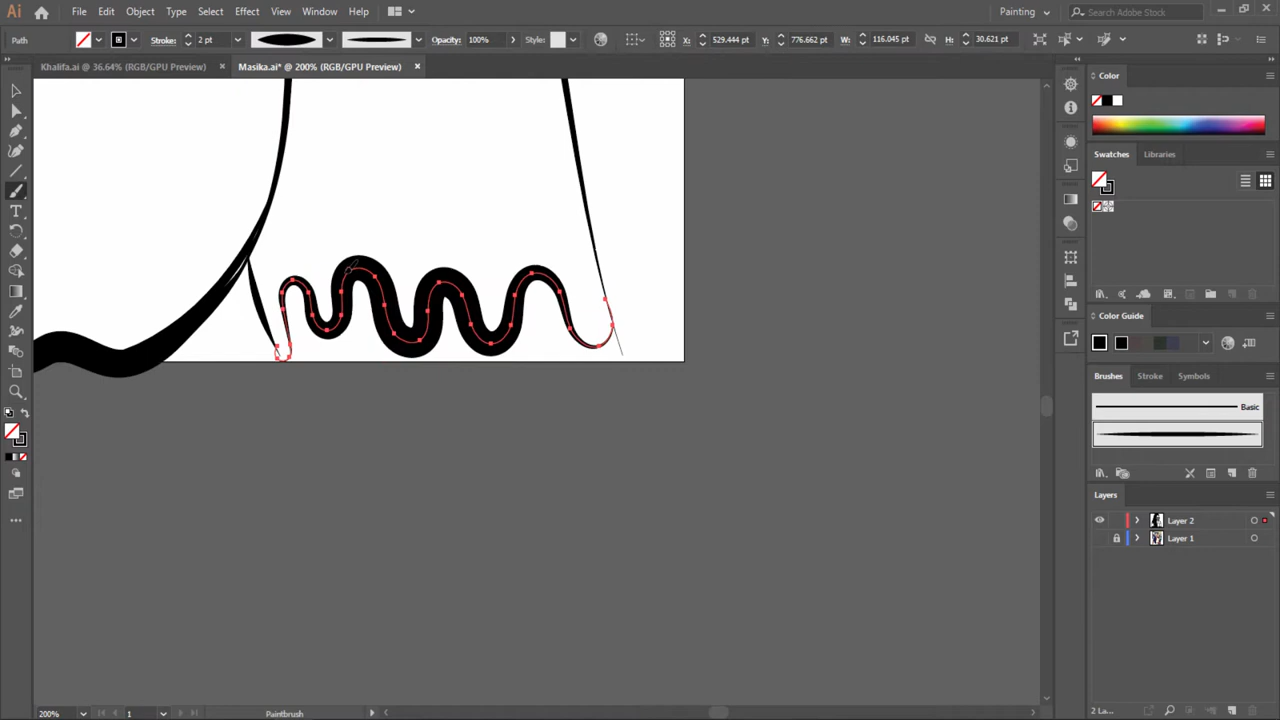 Ai File Edit Object Type Select Effect View Window Help Painting Search Adobe Stock
Path Stroke: 2 pt Opacity: 100% Style: X: 529.444 pt Y: 776.662 pt W: 116.045 pt H: 30.621 pt
Khalifa.ai @ 36.64% (RGB/GPU Preview) × Masika.ai* @ 200% (RGB/GPU Preview) ×
Color
Swatches Libraries
Color Guide
Brushes Stroke Symbols
Basic
Layers
Layer 2
Layer 1
200% 1 Paintbrush 2 La...